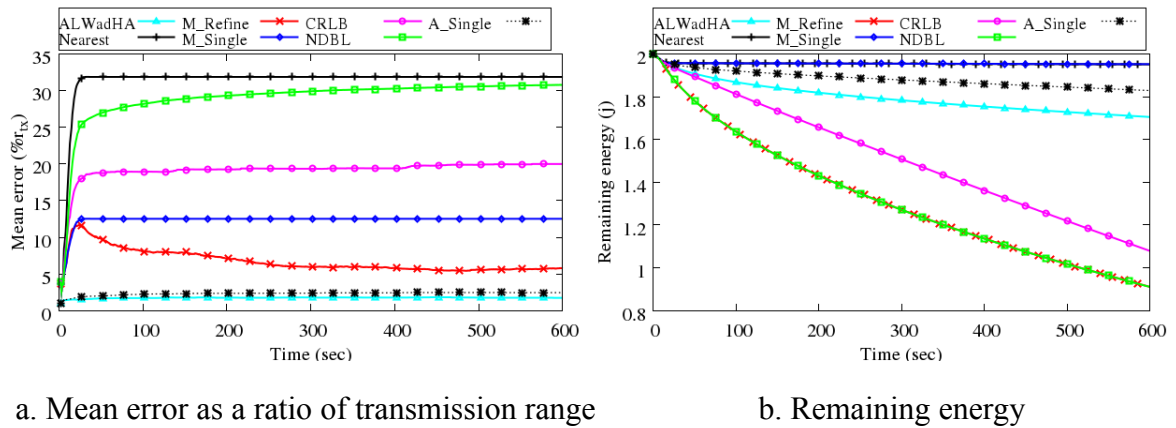 ALWadHA M_Refine CRLB A_Single
Nearest M_Single NDBL
35
30
25
20
15
10
5
0
Mean error (%r_tx)
0 100 200 300 400 500 600
Time (sec)
ALWadHA M_Refine CRLB A_Single
Nearest M_Single NDBL
2
1.8
1.6
1.4
1.2
1
0.8
Remaining energy (j)
0 100 200 300 400 500 600
Time (sec)
a. Mean error as a ratio of transmission range
b. Remaining energy